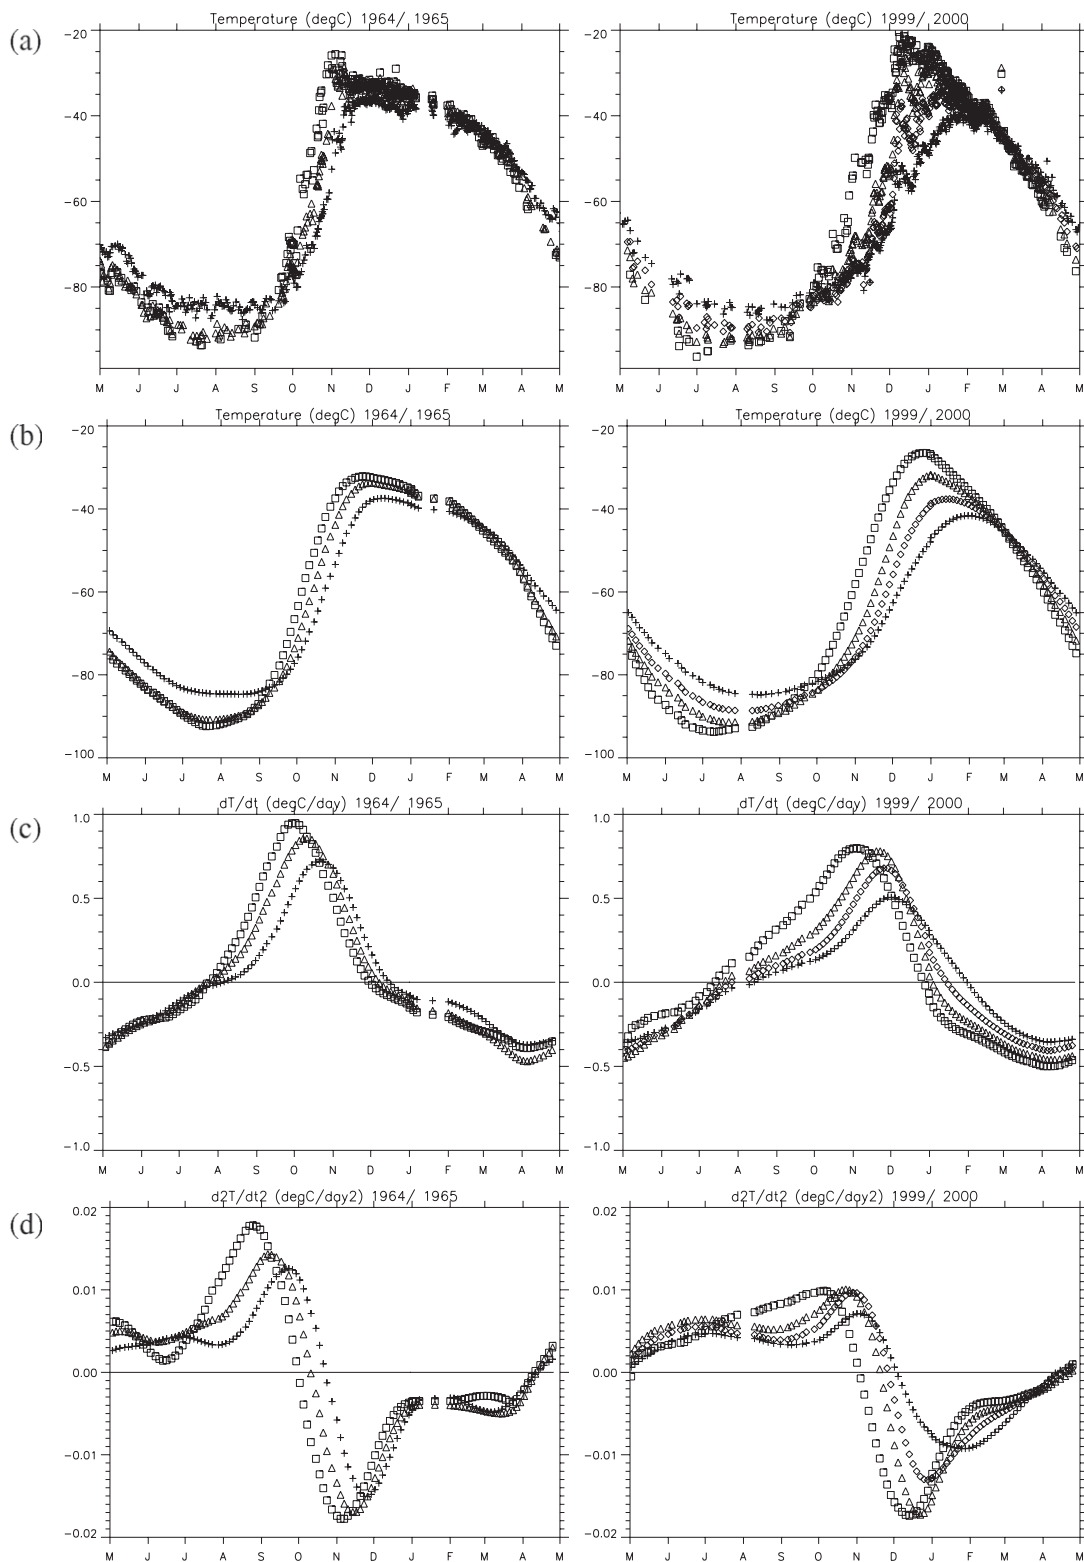 (a)
Temperature (degC) 1964/ 1965
-20
-40
-60
-80
M J J A S O N D J F M A M
Temperature (degC) 1999/ 2000
-20
-40
-60
-80
M J J A S O N D J F M A M
(b)
Temperature (degC) 1964/ 1965
-20
-40
-60
-80
-100
M J J A S O N D J F M A M
Temperature (degC) 1999/ 2000
-20
-40
-60
-80
-100
M J J A S O N D J F M A M
(c)
dT/dt (degC/day) 1964/ 1965
1.0
0.5
0.0
-0.5
-1.0
M J J A S O N D J F M A M
dT/dt (degC/day) 1999/ 2000
1.0
0.5
0.0
-0.5
-1.0
M J J A S O N D J F M A M
(d)
d2T/dt2 (degC/day2) 1964/ 1965
0.02
0.01
0.00
-0.01
-0.02
M J J A S O N D J F M A M
d2T/dt2 (degC/day2) 1999/ 2000
0.02
0.01
0.00
-0.01
-0.02
M J J A S O N D J F M A M